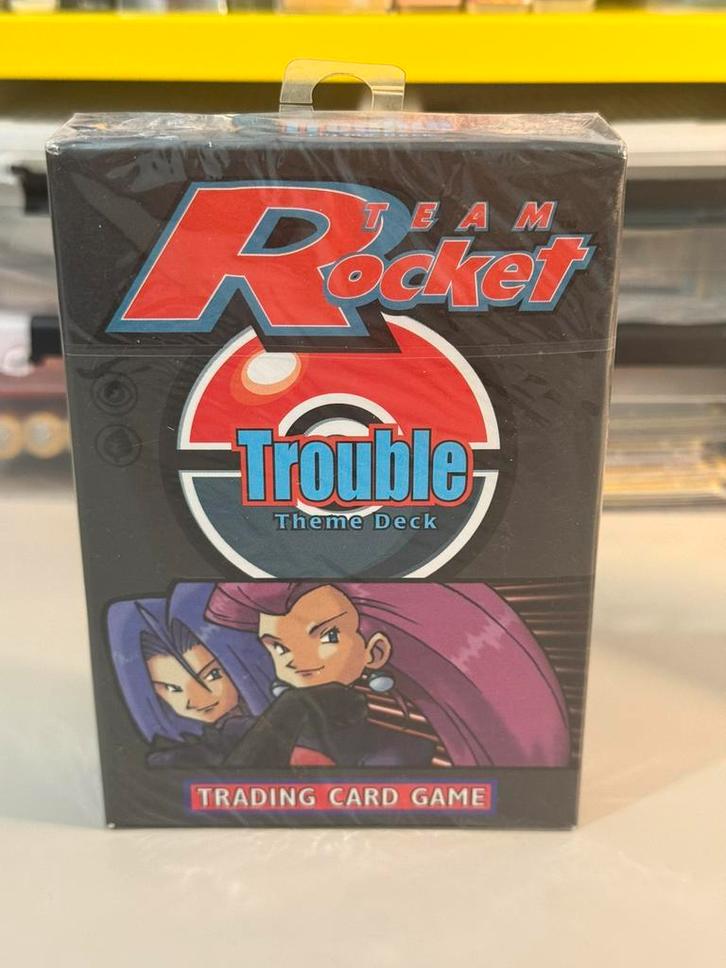 TEAM
Rocket
Trouble
Theme Deck
TRADING CARD GAME